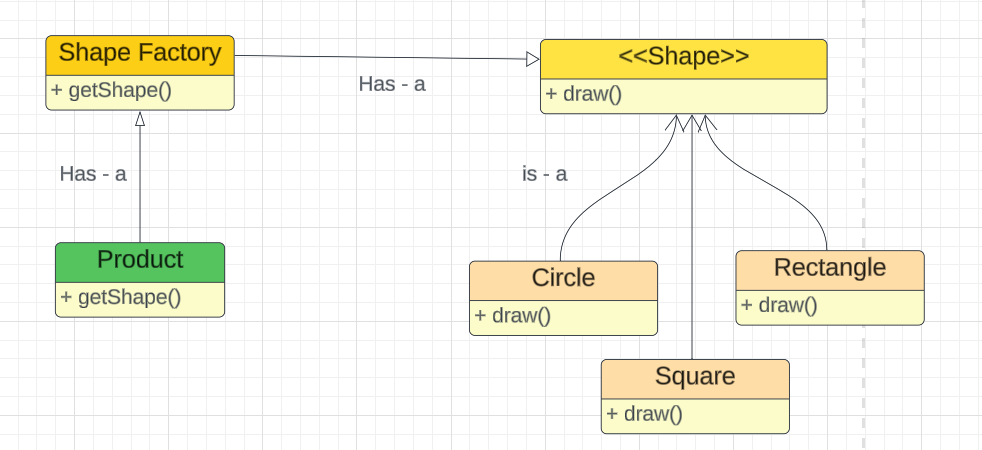 Shape Factory
+ getShape()
Has - a
<<Shape>>
+ draw()
Has - a
is - a
Product
+ getShape()
Circle
+ draw()
Rectangle
+ draw()
Square
+ draw()